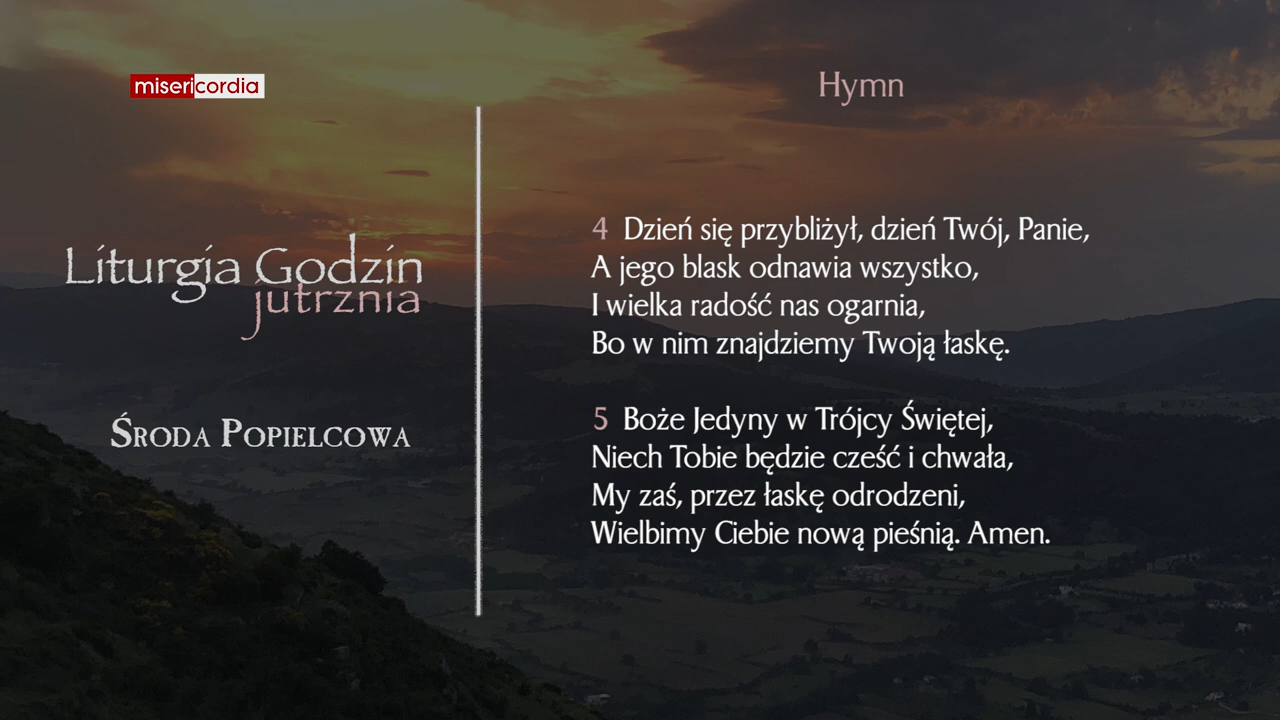 misericordia
Liturgia Godzin
jutrznia
Środa Popielcowa
Hymn
4 Dzień się przybliżył, dzień Twój, Panie,
A jego blask odnawia wszystko,
I wielka radość nas ogarnia,
Bo w nim znajdziemy Twoją łaskę.
5 Boże Jedyny w Trójcy Świętej,
Niech Tobie będzie cześć i chwała,
My zaś, przez łaskę odrodzeni,
Wielbimy Ciebie nową pieśnią. Amen.